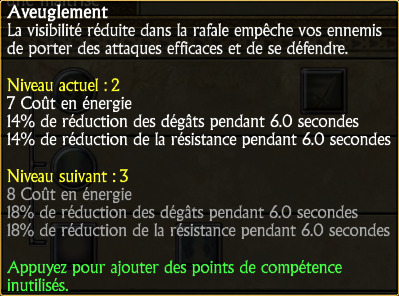 Aveuglement
La visibilité réduite dans la rafale empêche vos ennemis
de porter des attaques efficaces et de se défendre.
Niveau actuel : 2
7 Coût en énergie
14% de réduction des dégâts pendant 6.0 secondes
14% de réduction de la résistance pendant 6.0 secondes
Niveau suivant : 3
8 Coût en énergie
18% de réduction des dégâts pendant 6.0 secondes
18% de réduction de la résistance pendant 6.0 secondes
Appuyez pour ajouter des points de compétence
inutilisés.